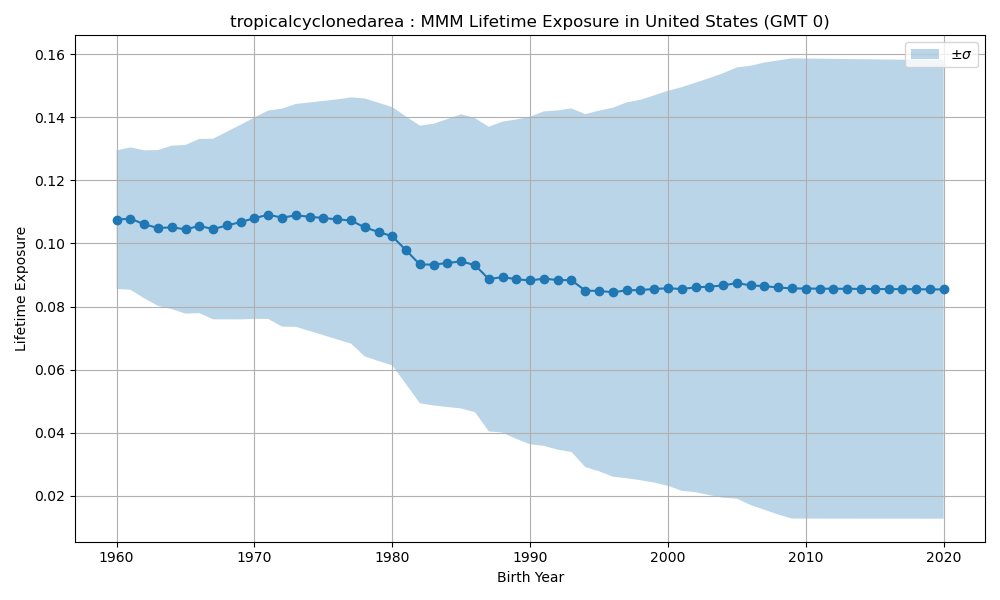 tropicalcyclonedarea : MMM Lifetime Exposure in United States (GMT 0)
±σ
0.16
0.14
0.12
0.10
0.08
0.06
0.04
0.02
Lifetime Exposure
1960 1970 1980 1990 2000 2010 2020
Birth Year